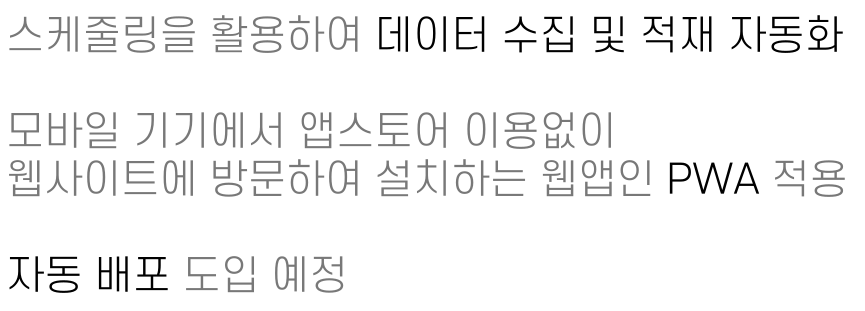 스케줄링을 활용하여 데이터 수집 및 적재 자동화
모바일 기기에서 앱스토어 이용없이
웹사이트에 방문하여 설치하는 웹앱인 PWA 적용
자동 배포 도입 예정